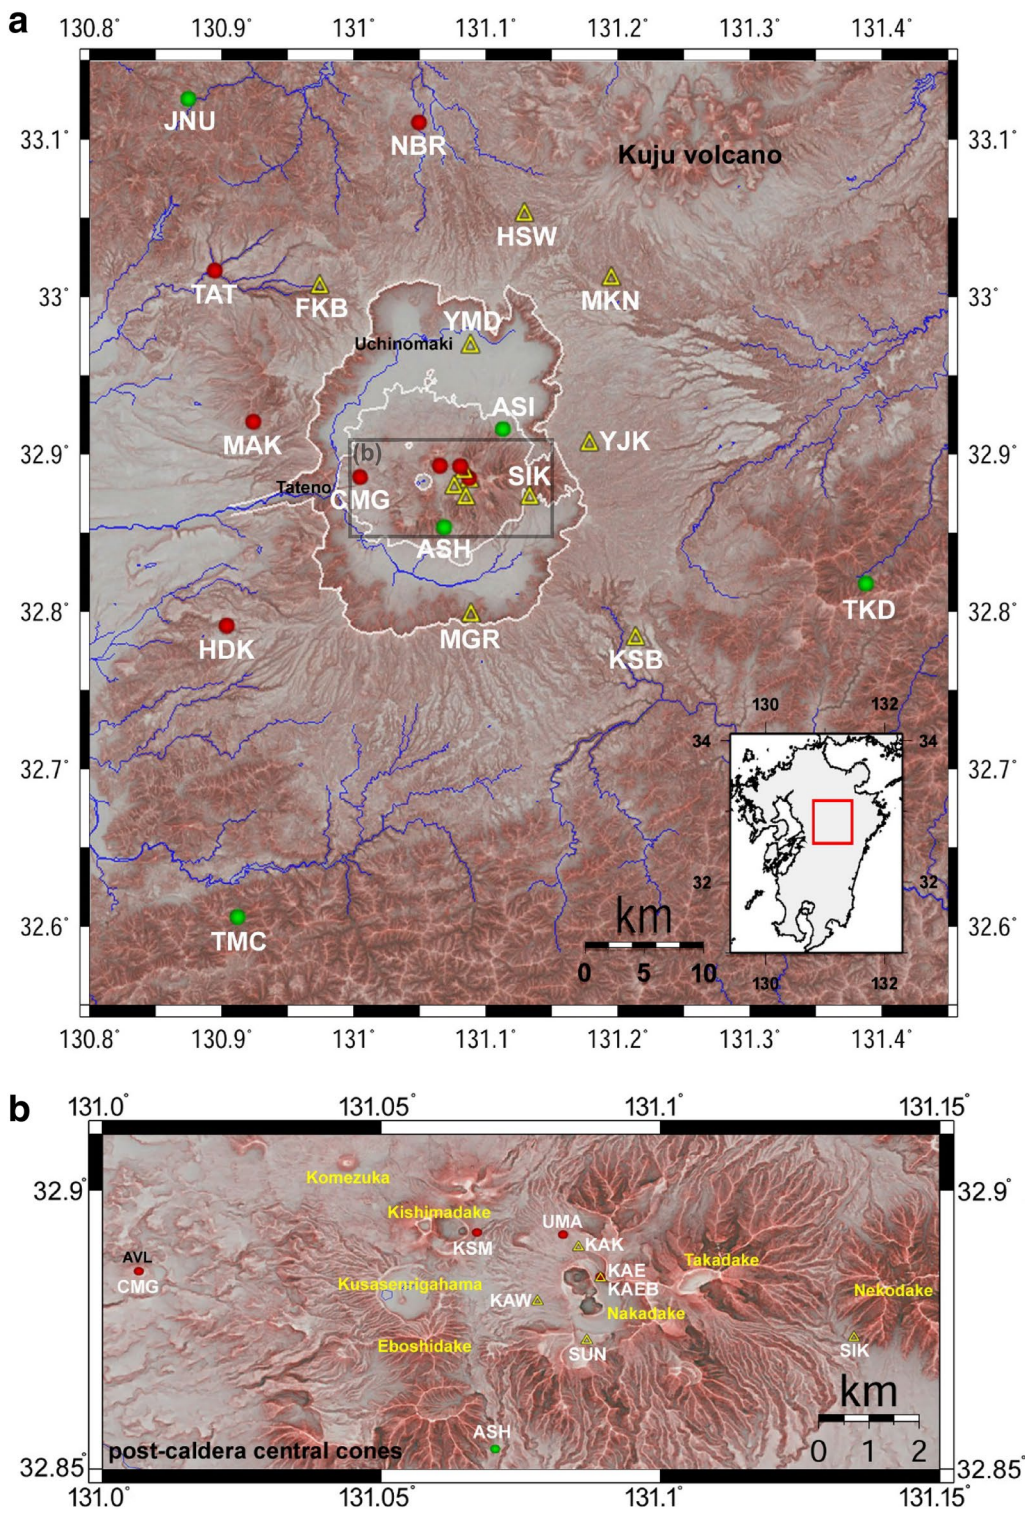 a
130.8° 130.9° 131° 131.1° 131.2° 131.3° 131.4°
JNU
NBR
33.1° 33.1°
Kuju volcano
HSW
TAT
FKB
MKN
33° 33°
YMD
Uchinomaki
ASI
MAK
YJK
32.9° 32.9°
(b)
SIK
Tateno
CMG
ASH
TKD
32.8° 32.8°
HDK
MGR
KSB
130 132
34 34
32.7° 32.7°
32 32
km
32.6° 32.6°
TMC
0 5 10
130 132
130.8° 130.9° 131° 131.1° 131.2° 131.3° 131.4°
b
131.0° 131.05° 131.1° 131.15°
Komezuka
32.9° 32.9°
Kishimadake
UMA
KSM
KAK
AVL
Takadake
CMG
KAE
Kusasenrigahama
KAEB
Nekodake
KAW
Nakadake
Eboshidake
SUN
SIK
km
ASH
post-caldera central cones
0 1 2
32.85° 32.85°
131.0° 131.05° 131.1° 131.15°